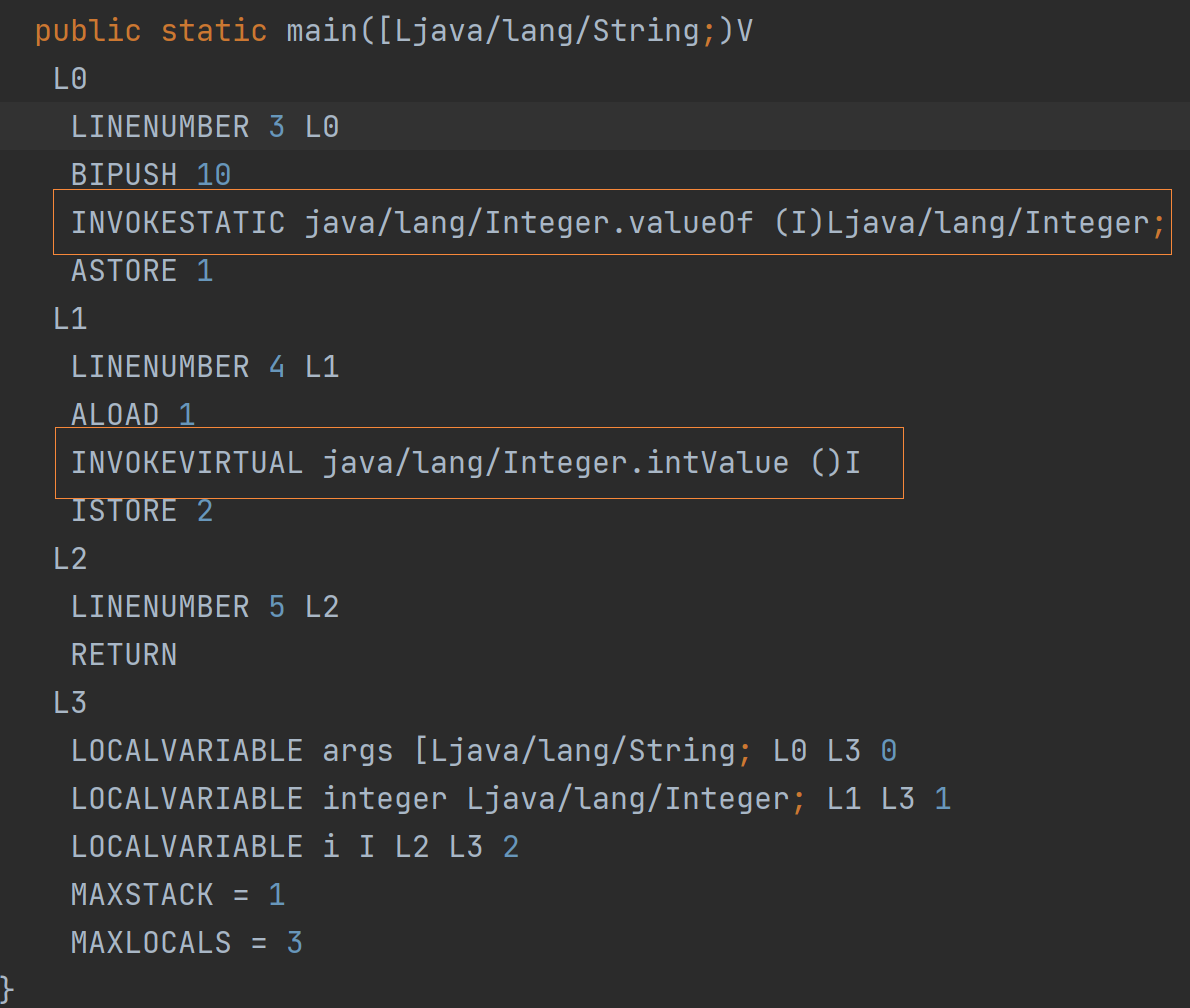 public static main([Ljava/lang/String;)V
L0
LINENUMBER 3 L0
BIPUSH 10
INVOKESTATIC java/lang/Integer.valueOf (I)Ljava/lang/Integer;
ASTORE 1
L1
LINENUMBER 4 L1
ALOAD 1
INVOKEVIRTUAL java/lang/Integer.intValue ()I
ISTORE 2
L2
LINENUMBER 5 L2
RETURN
L3
LOCALVARIABLE args [Ljava/lang/String; L0 L3 0
LOCALVARIABLE integer Ljava/lang/Integer; L1 L3 1
LOCALVARIABLE i I L2 L3 2
MAXSTACK = 1
MAXLOCALS = 3
}